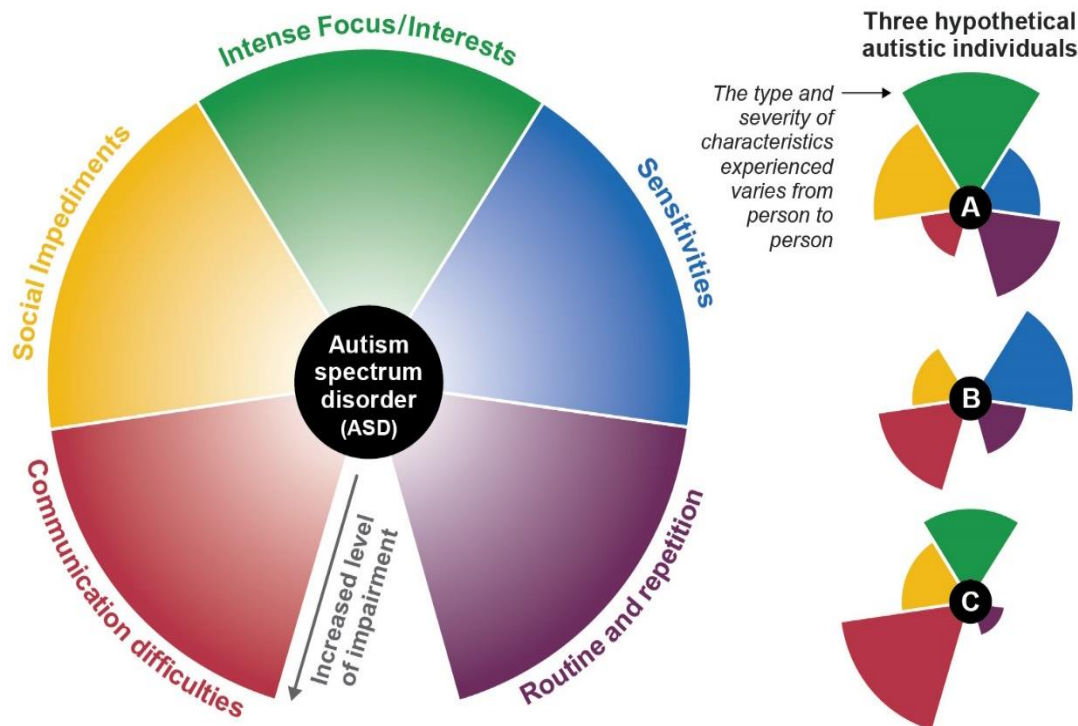 Intense Focus/Interests
Social Impediments
Sensitivities
Communication difficulties
Routine and repetition
Autism
spectrum
disorder
(ASD)
Increased level
of impairment
Three hypothetical
autistic individuals
The type and
severity of
characteristics
experienced
varies from
person to
person
A
B
C